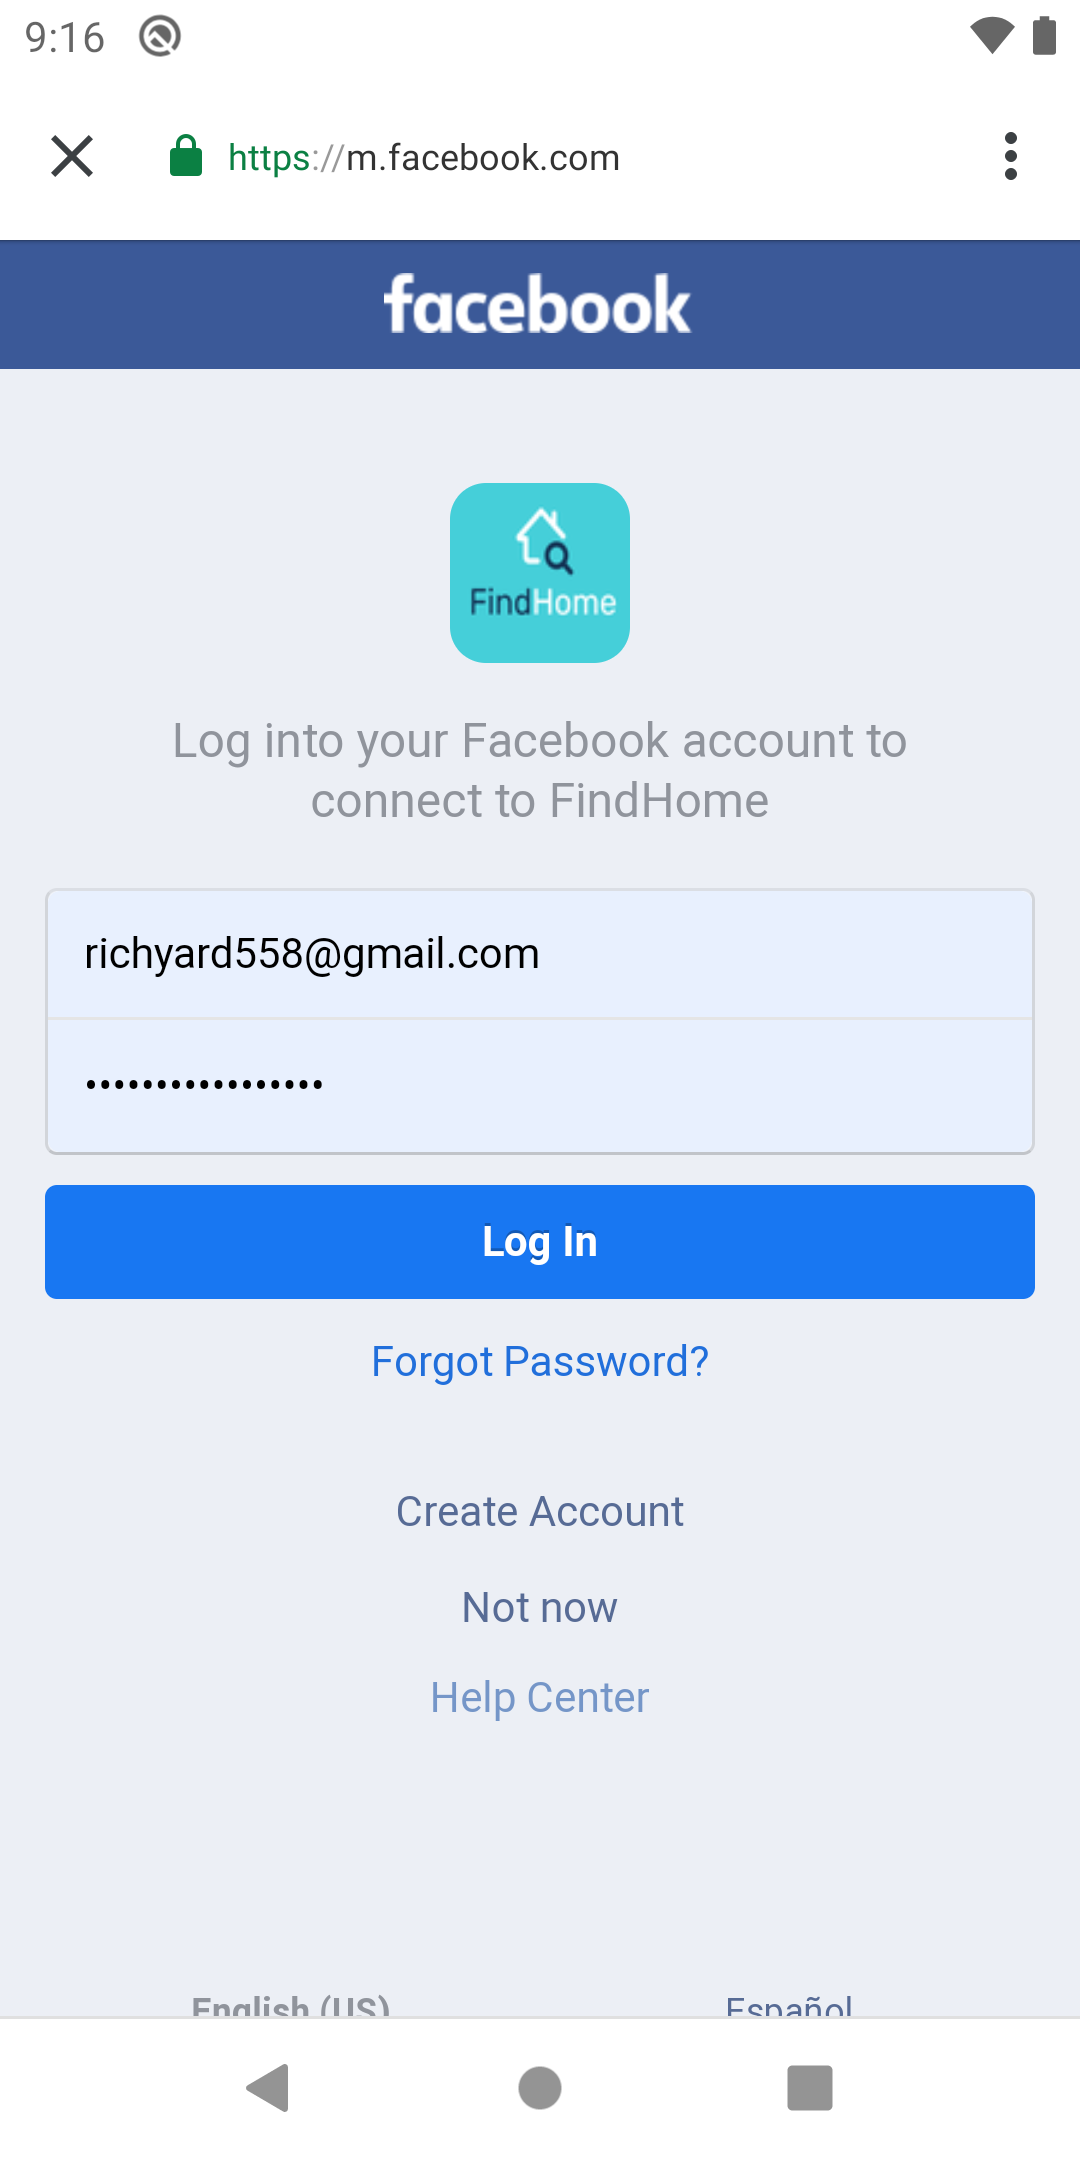 9:16
https://m.facebook.com
facebook
FindHome
Log into your Facebook account to
connect to FindHome
richyard558@gmail.com
•••••••••••••••••
Log In
Forgot Password?
Create Account
Not now
Help Center
English (US)
Español